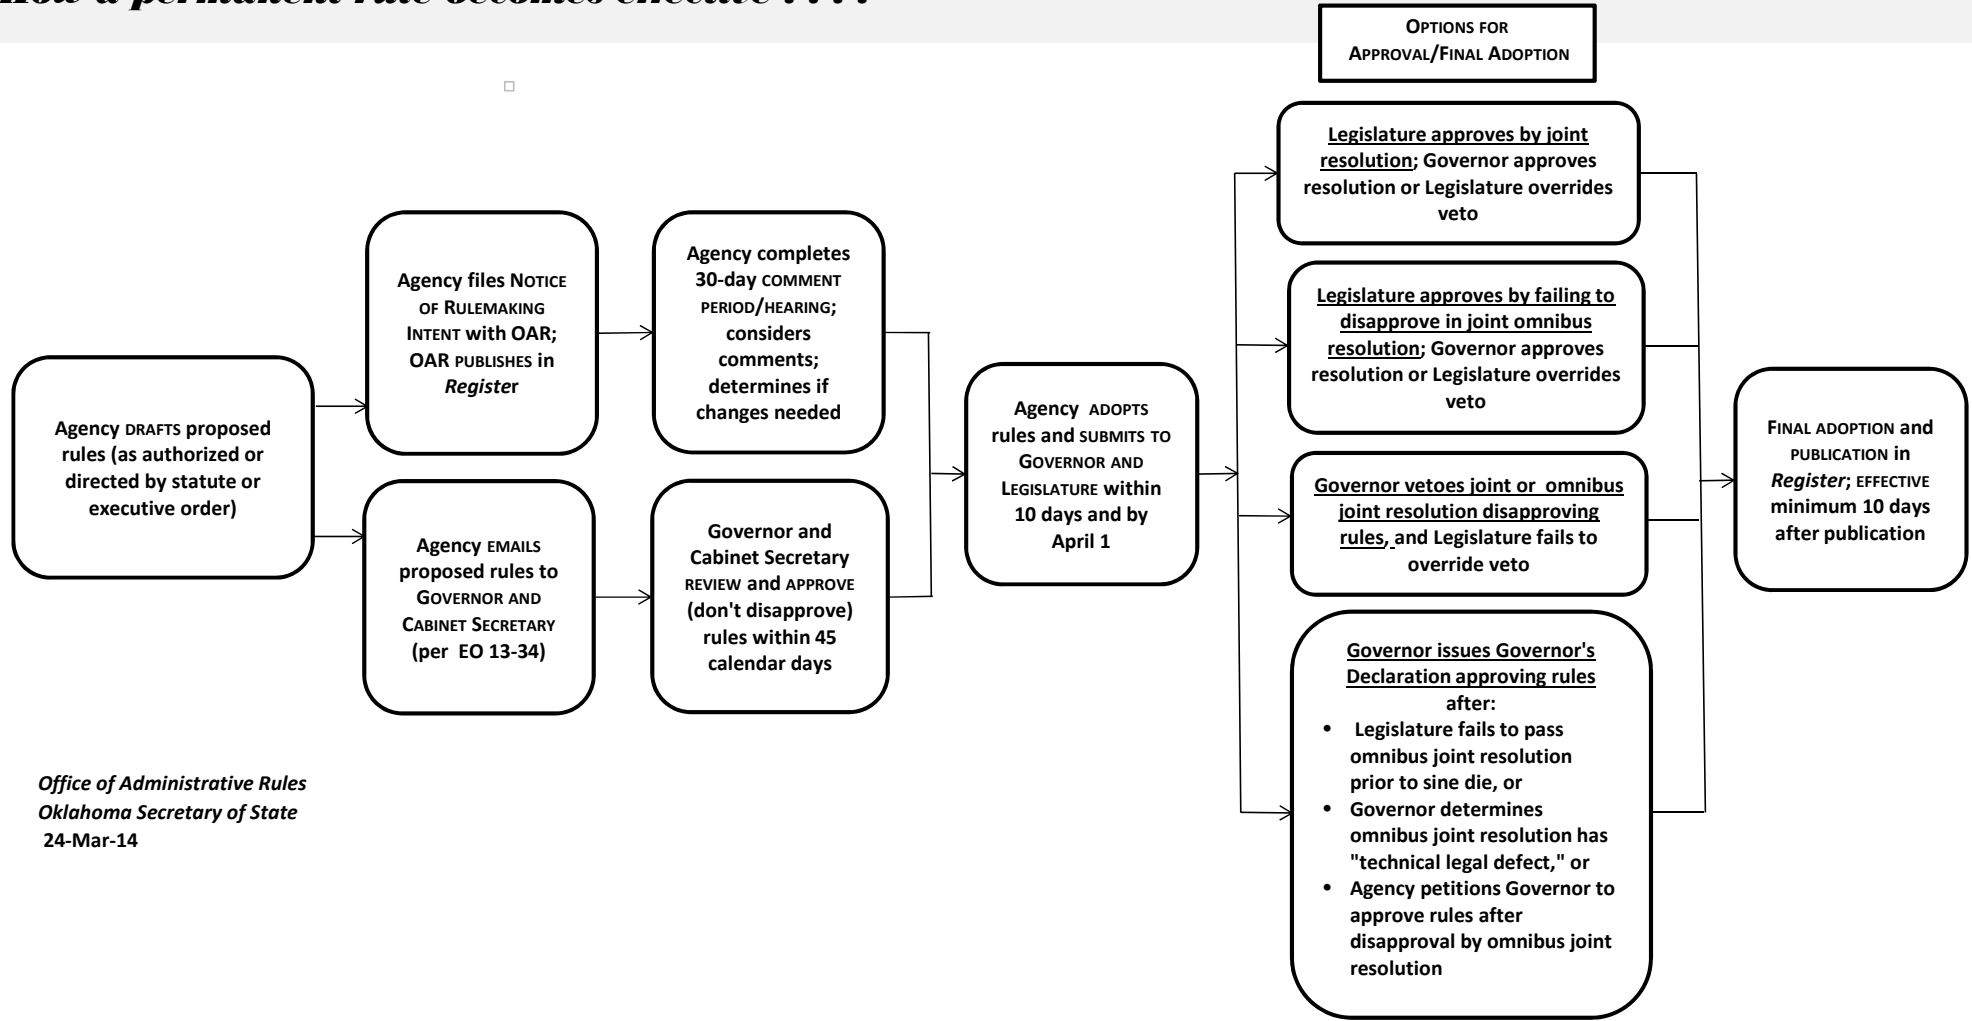 How a permanent rule becomes effective . . . .
OPTIONS FOR
APPROVAL/FINAL ADOPTION
Agency DRAFTS proposed
rules (as authorized or
directed by statute or
executive order)
Agency files NOTICE
OF RULEMAKING
INTENT with OAR;
OAR PUBLISHES in
Register
Agency EMAILS
proposed rules to
GOVERNOR AND
CABINET SECRETARY
(per EO 13-34)
Agency completes
30-day COMMENT
PERIOD/HEARING;
considers
comments;
determines if
changes needed
Governor and
Cabinet Secretary
REVIEW and APPROVE
(don't disapprove)
rules within 45
calendar days
Agency ADOPTS
rules and SUBMITS TO
GOVERNOR AND
LEGISLATURE within
10 days and by
April 1
Legislature approves by joint
resolution; Governor approves
resolution or Legislature overrides
veto
Legislature approves by failing to
disapprove in joint omnibus
resolution; Governor approves
resolution or Legislature overrides
veto
Governor vetoes joint or omnibus
joint resolution disapproving
rules, and Legislature fails to
override veto
Governor issues Governor's
Declaration approving rules
after:
• Legislature fails to pass
omnibus joint resolution
prior to sine die, or
• Governor determines
omnibus joint resolution has
"technical legal defect," or
• Agency petitions Governor to
approve rules after
disapproval by omnibus joint
resolution
FINAL ADOPTION and
PUBLICATION in
Register; EFFECTIVE
minimum 10 days
after publication
Office of Administrative Rules
Oklahoma Secretary of State
24-Mar-14